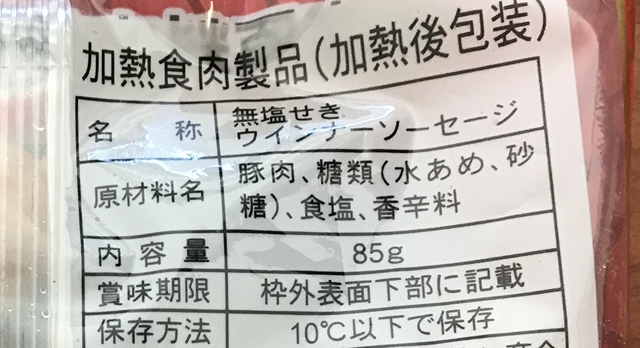 加熱食肉製品(加熱後包装)
名称 無塩せき
ウインナーソーセージ
原材料名 豚肉、糖類(水あめ、砂
糖)、食塩、香辛料
内容量 85g
賞味期限 枠外表面下部に記載
保存方法 10℃以下で保存